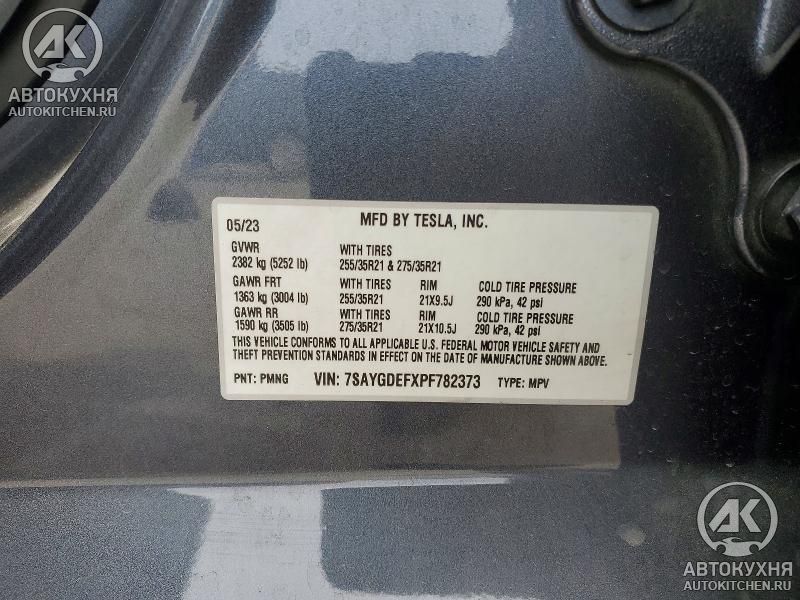 AK
АВТОКУХНЯ
AUTOKITCHEN.RU
05/23 MFD BY TESLA, INC.
GVWR WITH TIRES
2382 kg (5252 lb) 255/35R21 & 275/35R21
GAWR FRT WITH TIRES RIM COLD TIRE PRESSURE
1363 kg (3004 lb) 255/35R21 21X9.5J 290 kPa, 42 psi
GAWR RR WITH TIRES RIM COLD TIRE PRESSURE
1590 kg (3505 lb) 275/35R21 21X10.5J 290 kPa, 42 psi
THIS VEHICLE CONFORMS TO ALL APPLICABLE U.S. FEDERAL MOTOR VEHICLE SAFETY AND
THEFT PREVENTION STANDARDS IN EFFECT ON THE DATE OF MANUFACTURE SHOWN ABOVE.
PNT: PMNG VIN: 7SAYGDEFXPF782373 TYPE: MPV
AK
АВТОКУХНЯ
AUTOKITCHEN.RU